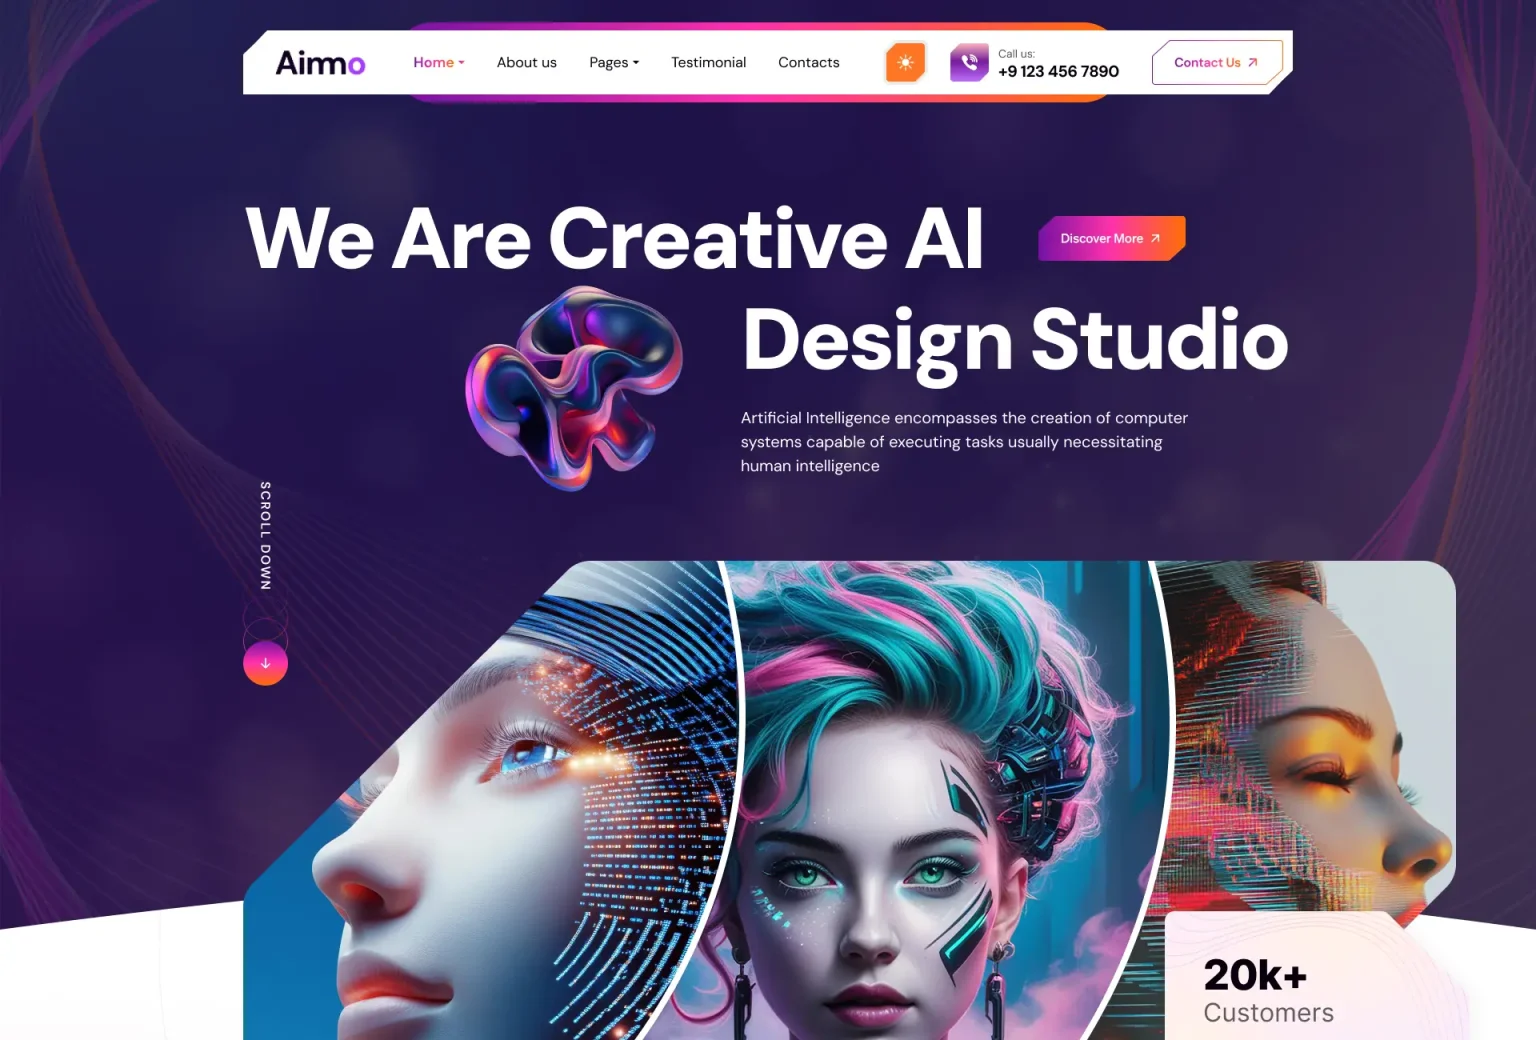 Aimo
Home
About us
Pages
Testimonial
Contacts
Call us:
+9 123 456 7890
Contact Us
We Are Creative AI
Discover More
Design Studio
Artificial Intelligence encompasses the creation of computer
systems capable of executing tasks usually necessitating
human intelligence
SCROLL DOWN
20k+
Customers